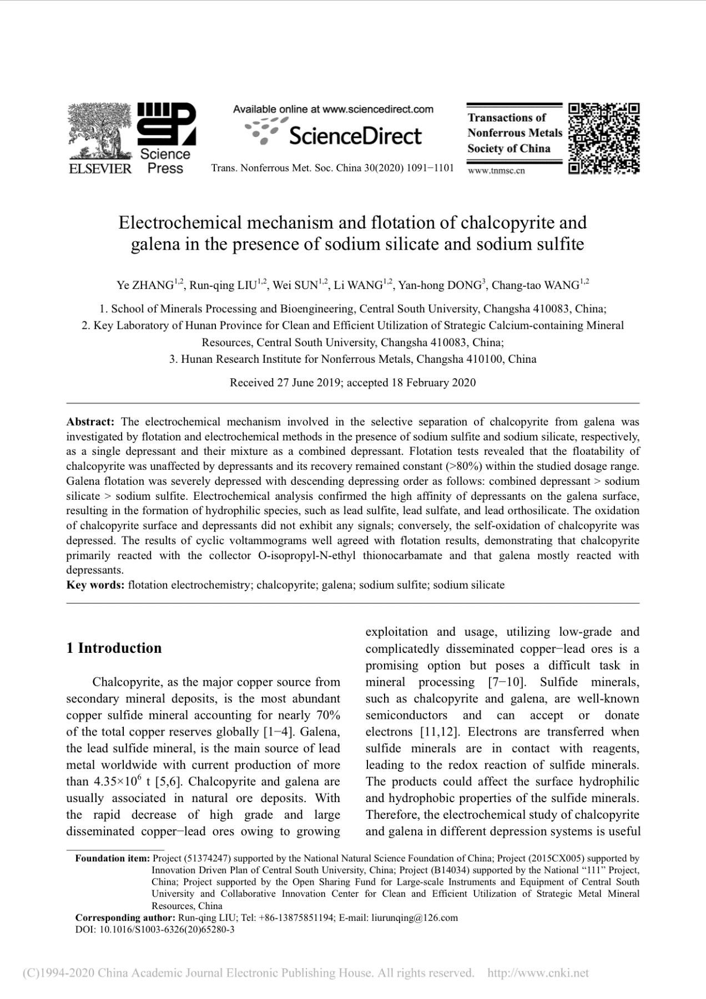 ELSEVIER
Science
Press
Available online at www.sciencedirect.com
ScienceDirect
Trans. Nonferrous Met. Soc. China 30(2020) 1091−1101
Transactions of
Nonferrous Metals
Society of China
www.tnmsc.cn
Electrochemical mechanism and flotation of chalcopyrite and
galena in the presence of sodium silicate and sodium sulfite
Ye ZHANG1,2, Run-qing LIU1,2, Wei SUN1,2, Li WANG1,2, Yan-hong DONG3, Chang-tao WANG1,2
1. School of Minerals Processing and Bioengineering, Central South University, Changsha 410083, China;
2. Key Laboratory of Hunan Province for Clean and Efficient Utilization of Strategic Calcium-containing Mineral
Resources, Central South University, Changsha 410083, China;
3. Hunan Research Institute for Nonferrous Metals, Changsha 410100, China
Received 27 June 2019; accepted 18 February 2020
Abstract: The electrochemical mechanism involved in the selective separation of chalcopyrite from galena was
investigated by flotation and electrochemical methods in the presence of sodium sulfite and sodium silicate, respectively,
as a single depressant and their mixture as a combined depressant. Flotation tests revealed that the floatability of
chalcopyrite was unaffected by depressants and its recovery remained constant (>80%) within the studied dosage range.
Galena flotation was severely depressed with descending depressing order as follows: combined depressant > sodium
silicate > sodium sulfite. Electrochemical analysis confirmed the high affinity of depressants on the galena surface,
resulting in the formation of hydrophilic species, such as lead sulfite, lead sulfate, and lead orthosilicate. The oxidation
of chalcopyrite surface and depressants did not exhibit any signals; conversely, the self-oxidation of chalcopyrite was
depressed. The results of cyclic voltammograms well agreed with flotation results, demonstrating that chalcopyrite
primarily reacted with the collector O-isopropyl-N-ethyl thionocarbamate and that galena mostly reacted with
depressants.
Key words: flotation electrochemistry; chalcopyrite; galena; sodium sulfite; sodium silicate
1 Introduction
Chalcopyrite, as the major copper source from
secondary mineral deposits, is the most abundant
copper sulfide mineral accounting for nearly 70%
of the total copper reserves globally [1−4]. Galena,
the lead sulfide mineral, is the main source of lead
metal worldwide with current production of more
than 4.35×10⁶ t [5,6]. Chalcopyrite and galena are
usually associated in natural ore deposits. With
the rapid decrease of high grade and large
disseminated copper−lead ores owing to growing
exploitation and usage, utilizing low-grade and
complicatedly disseminated copper−lead ores is a
promising option but poses a difficult task in
mineral processing [7−10]. Sulfide minerals,
such as chalcopyrite and galena, are well-known
semiconductors and can accept or donate
electrons [11,12]. Electrons are transferred when
sulfide minerals are in contact with reagents,
leading to the redox reaction of sulfide minerals.
The products could affect the surface hydrophilic
and hydrophobic properties of the sulfide minerals.
Therefore, the electrochemical study of chalcopyrite
and galena in different depression systems is useful
Foundation item: Project (51374247) supported by the National Natural Science Foundation of China; Project (2015CX005) supported by
Innovation Driven Plan of Central South University, China; Project (B14034) supported by the National “111” Project,
China; Project supported by the Open Sharing Fund for Large-scale Instruments and Equipment of Central South
University and Collaborative Innovation Center for Clean and Efficient Utilization of Strategic Metal Mineral
Resources, China
Corresponding author: Run-qing LIU; Tel: +86-13875851194; E-mail: liurunqing@126.com
DOI: 10.1016/S1003-6326(20)65280-3
(C)1994-2020 China Academic Journal Electronic Publishing House. All rights reserved. http://www.cnki.net